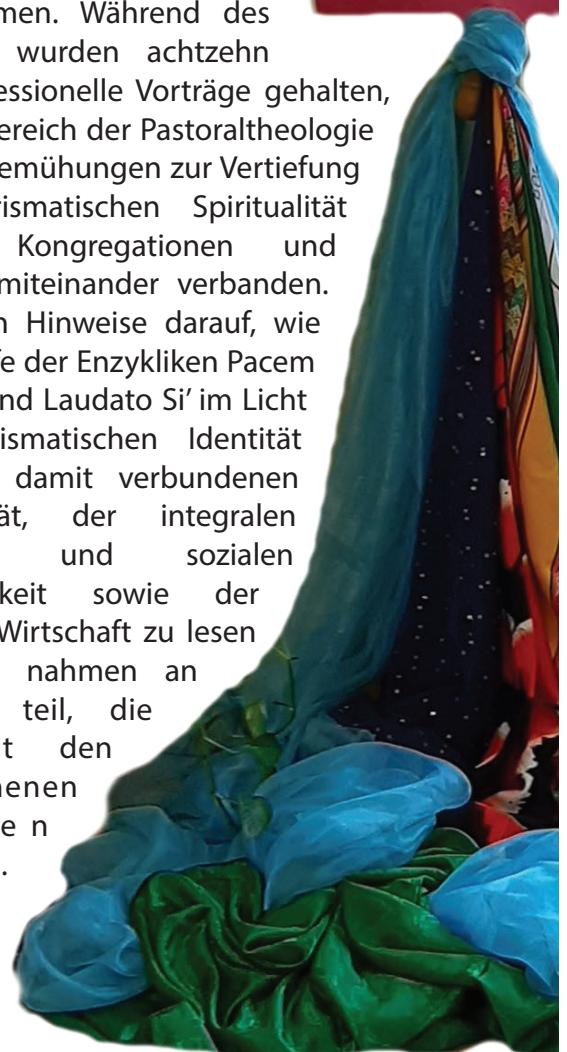 men. Während des
wurden achtzehn
essionelle Vorträge gehalten,
ereich der Pastoraltheologie
emühungen zur Vertiefung
rismatischen Spiritualität
Kongregationen und
miteinander verbanden.
n Hinweise darauf, wie
fe der Enzykliken Pacem
nd Laudato Si’ im Licht
rismatischen Identität
damit verbundenen
ät, der integralen
und sozialen
keit sowie der
Wirtschaft zu lesen
nahmen an
teil, die
t den
nenen
e n
.